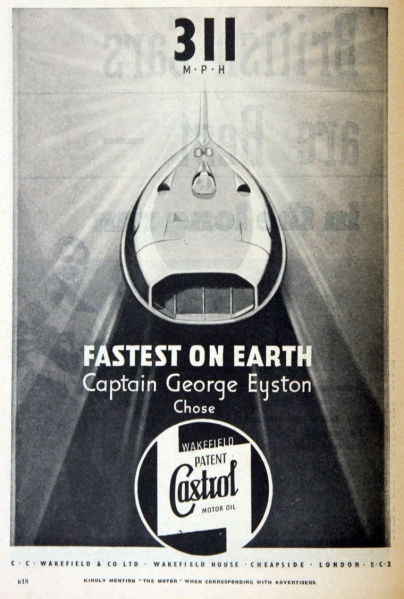 311
M·P·H
FASTEST ON EARTH
Captain George Eyston
Chose
WAKEFIELD
PATENT
Castrol
MOTOR OIL
C · C · WAKEFIELD & CO LTD · WAKEFIELD HOUSE · CHEAPSIDE · LONDON · E·C·2
B18
KINDLY MENTION "THE MOTOR" WHEN CORRESPONDING WITH ADVERTISERS.